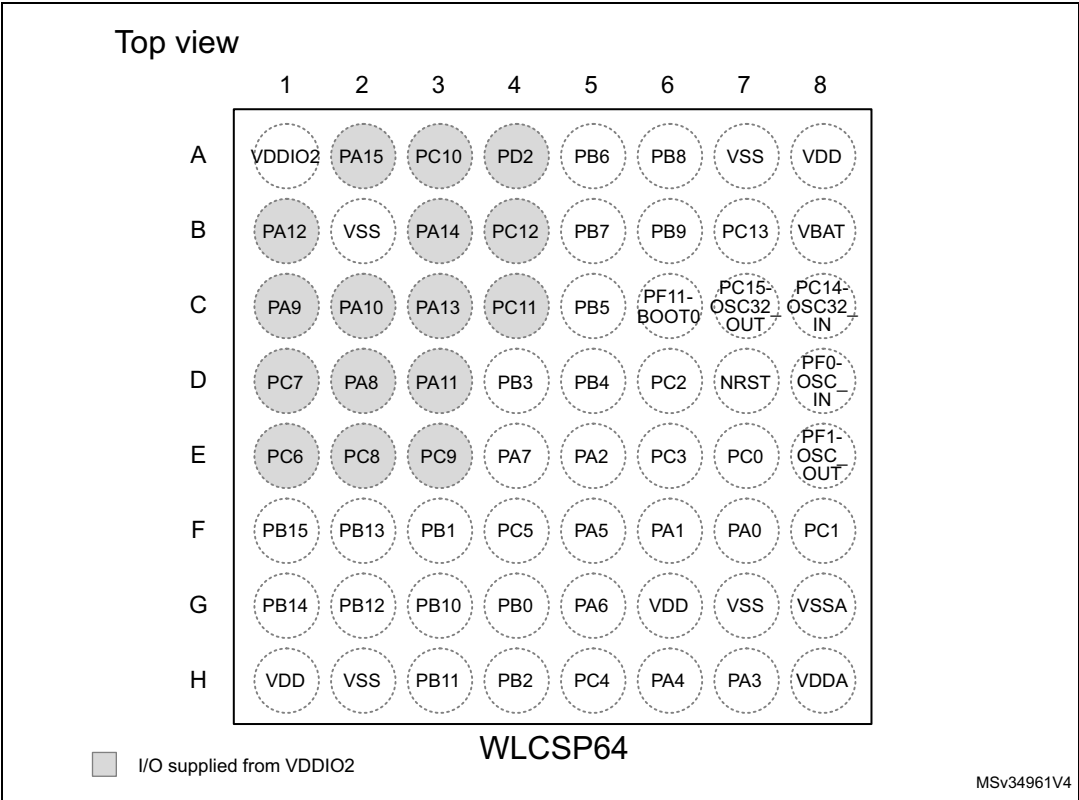 Top view
1 2 3 4 5 6 7 8
A VDDIO2 PA15 PC10 PD2 PB6 PB8 VSS VDD
B PA12 VSS PA14 PC12 PB7 PB9 PC13 VBAT
C PA9 PA10 PA13 PC11 PB5 PF11-BOOT0 PC15-OSC32_OUT PC14-OSC32_IN
D PC7 PA8 PA11 PB3 PB4 PC2 NRST PF0-OSC_IN
E PC6 PC8 PC9 PA7 PA2 PC3 PC0 PF1-OSC_OUT
F PB15 PB13 PB1 PC5 PA5 PA1 PA0 PC1
G PB14 PB12 PB10 PB0 PA6 VDD VSS VSSA
H VDD VSS PB11 PB2 PC4 PA4 PA3 VDDA
WLCSP64
I/O supplied from VDDIO2
MSv34961V4